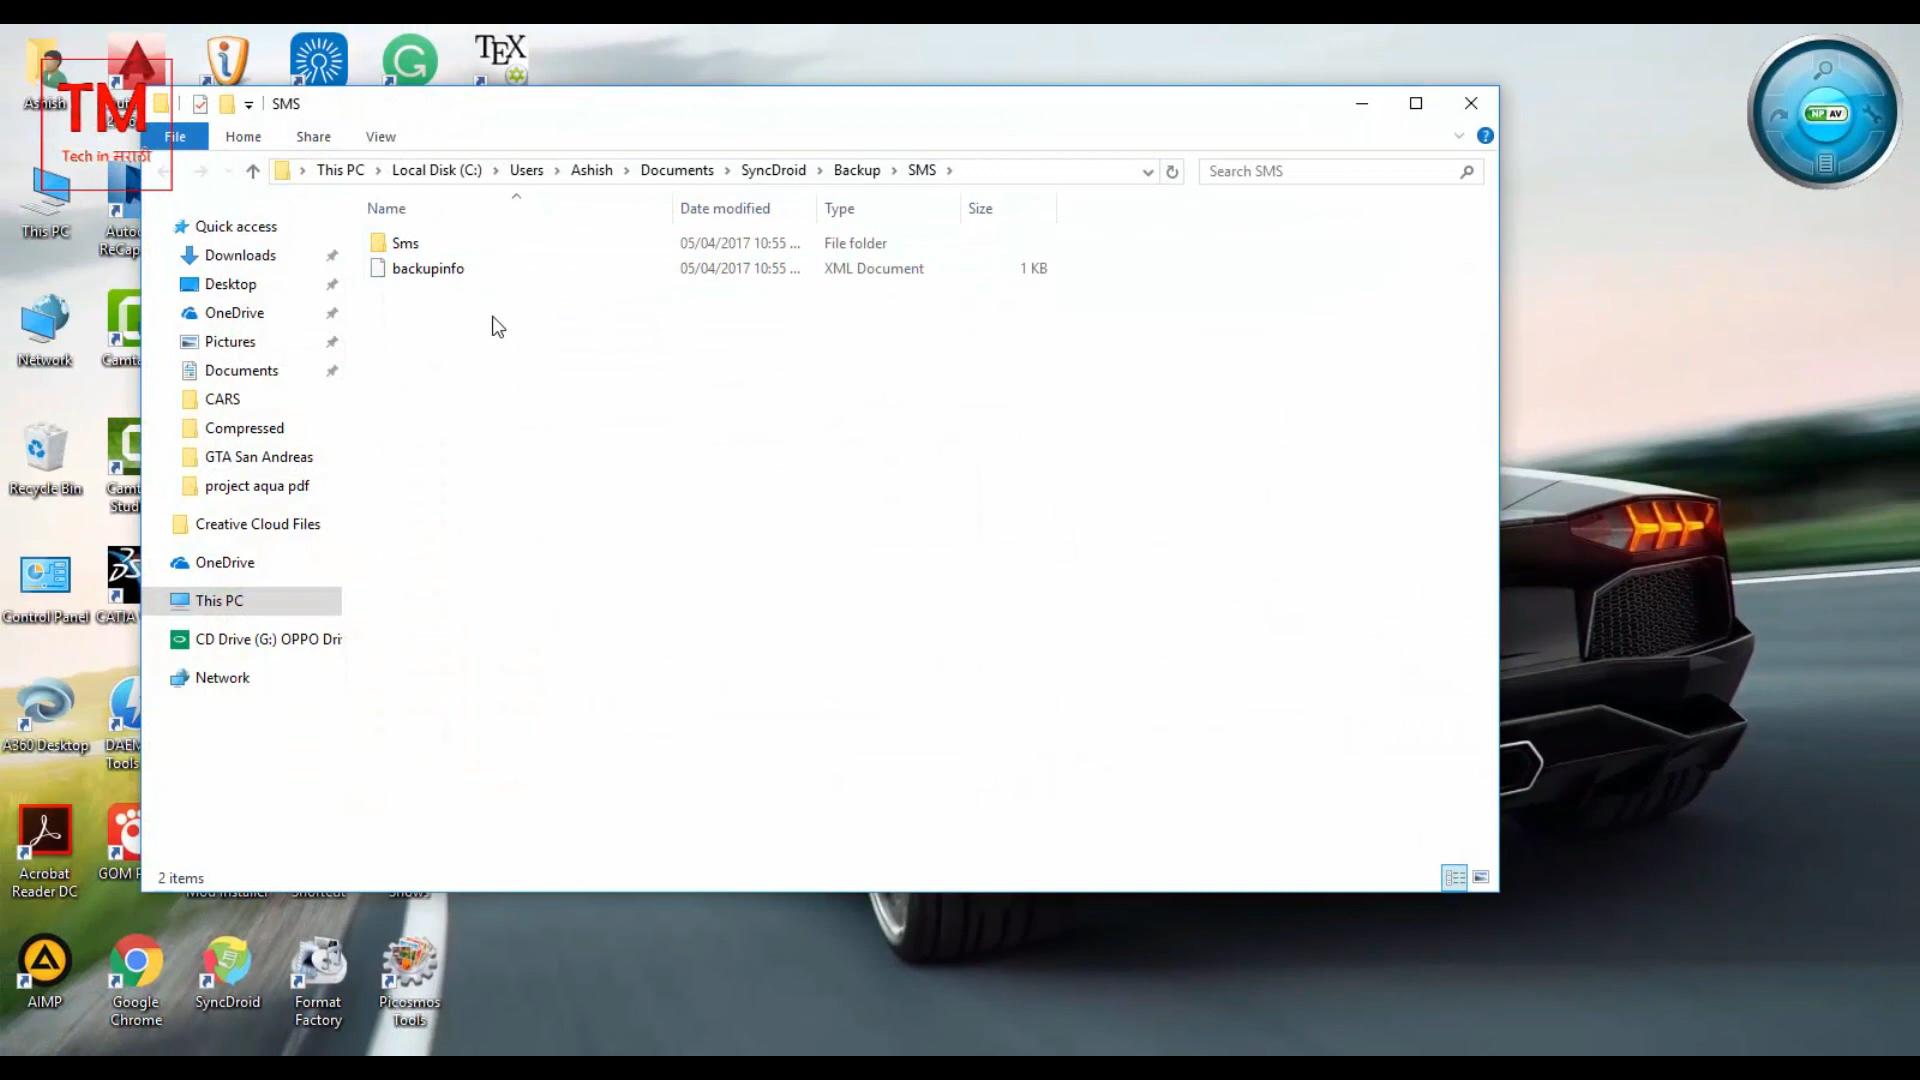 TEX
Ashish
TM
Tech in मराठी
SMS
File
Home
Share
View
This PC
Local Disk (C:)
Users
Ashish
Documents
SyncDroid
Backup
SMS
Search SMS
Name
Date modified
Type
Size
Sms
05/04/2017 10:55 ...
File folder
backupinfo
05/04/2017 10:55 ...
XML Document
1 KB
Quick access
Downloads
Desktop
OneDrive
Pictures
Documents
CARS
Compressed
GTA San Andreas
project aqua pdf
Creative Cloud Files
OneDrive
This PC
CD Drive (G:) OPPO Dri
Network
2 items
NP AV
This PC
Network
Recycle Bin
Control Panel
CATIA
A360 Desktop
DAEM
Tools
Acrobat
Reader DC
AIMP
Google
Chrome
SyncDroid
Format
Factory
Picosmos
Tools